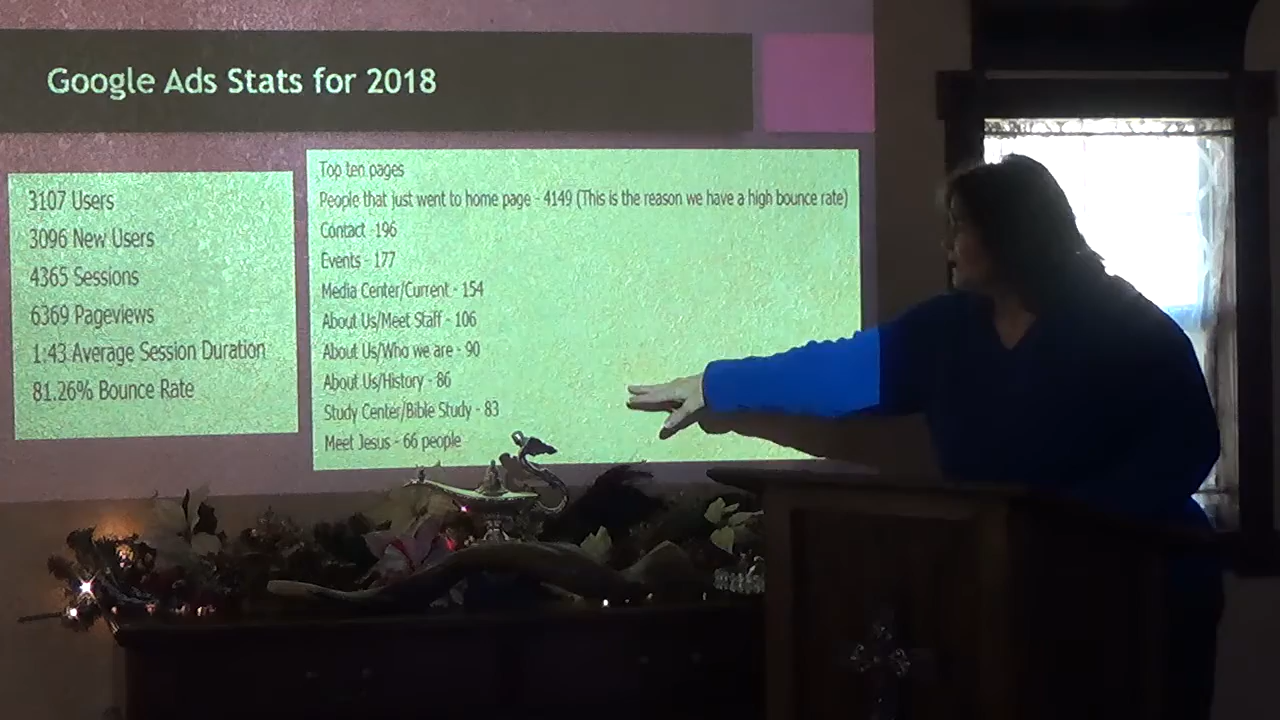 Google Ads Stats for 2018
3107 Users
3096 New Users
4365 Sessions
6369 Pageviews
1:43 Average Session Duration
81.26% Bounce Rate
Top ten pages
People that just went to home page - 4149 (This is the reason we have a high bounce rate)
Contact -196
Events - 177
Media Center/Current - 154
About Us/Meet Staff - 106
About Us/Who we are - 90
About Us/History - 86
Study Center/Bible Study - 83
Meet Jesus - 66 people